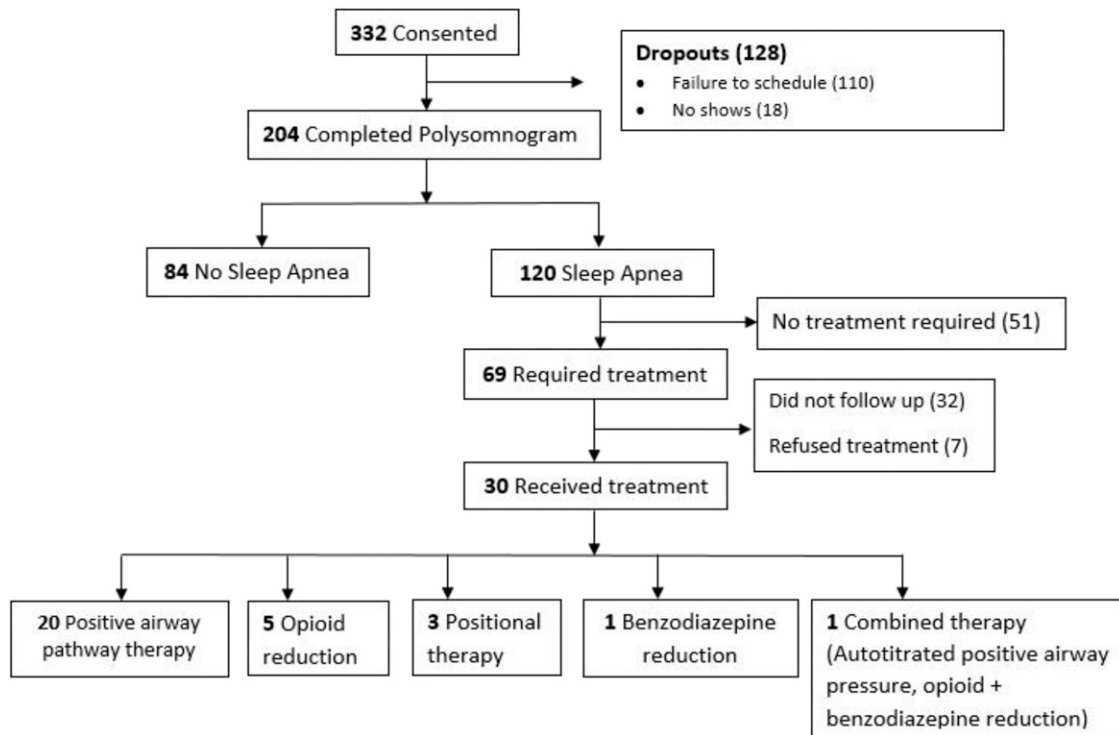 332 Consented
Dropouts (128)
• Failure to schedule (110)
• No shows (18)
204 Completed Polysomnogram
84 No Sleep Apnea
120 Sleep Apnea
No treatment required (51)
69 Required treatment
Did not follow up (32)
Refused treatment (7)
30 Received treatment
20 Positive airway
pathway therapy
5 Opioid
reduction
3 Positional
therapy
1 Benzodiazepine
reduction
1 Combined therapy
(Autotitrated positive airway
pressure, opioid +
benzodiazepine reduction)